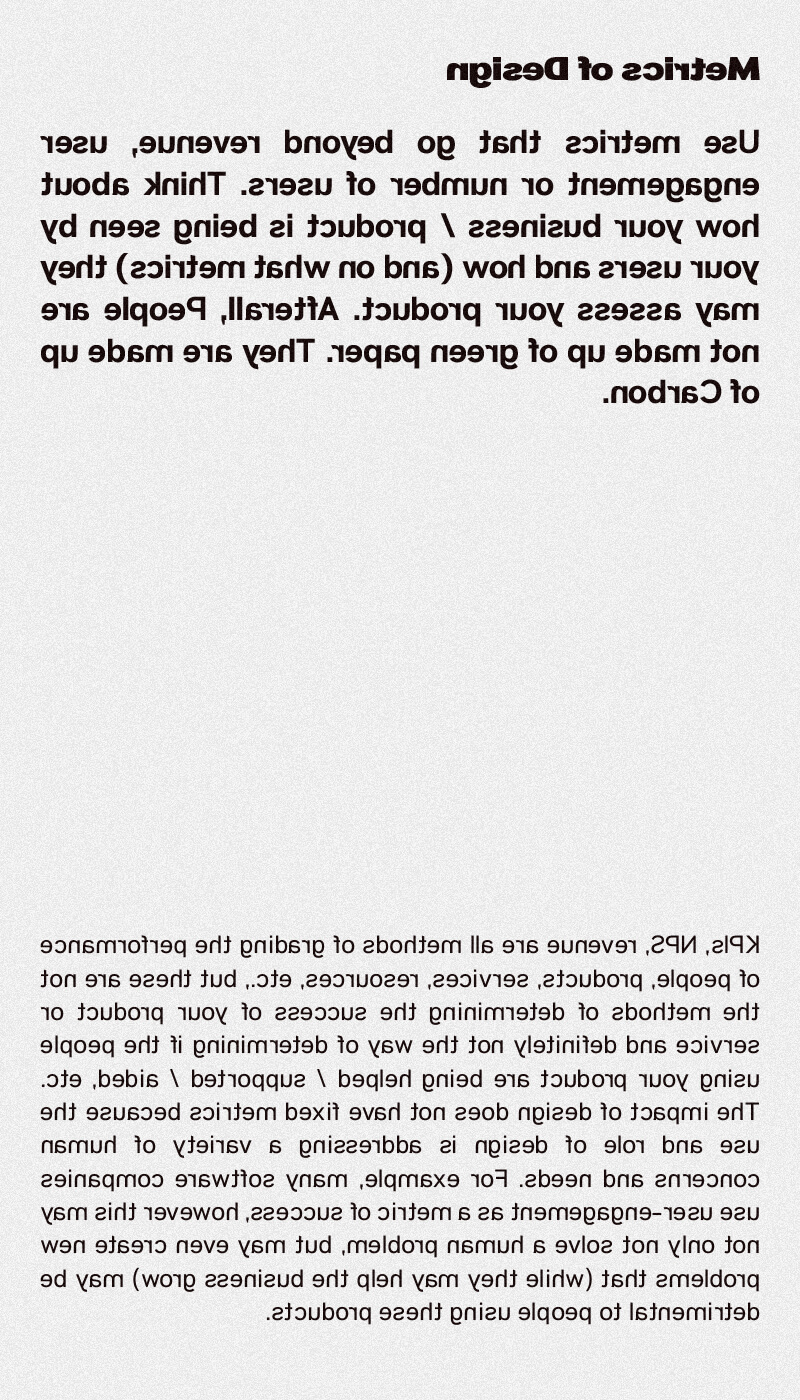 Metrics of Design
Use metrics that go beyond revenue, user
engagement or number of users. Think about
how your business / product is being seen by
your users and how (and on what metrics) they
may assess your product. Afterall, People are
not made up of green paper. They are made up
of Carbon.
KPIs, NPS, revenue are all methods of grading the performance
of people, products, services, resources, etc., but these are not
the methods of determining the success of your product or
service and definitely not the way of determining if the people
using your product are being helped / supported / aided, etc.
The impact of design does not have fixed metrics because the
use and role of design is addressing a variety of human
concerns and needs. For example, many software companies
use user-engagement as a metric of success, however this may
not only not solve a human problem, but may even create new
problems that (while they may help the business grow) may be
detrimental to people using these products.